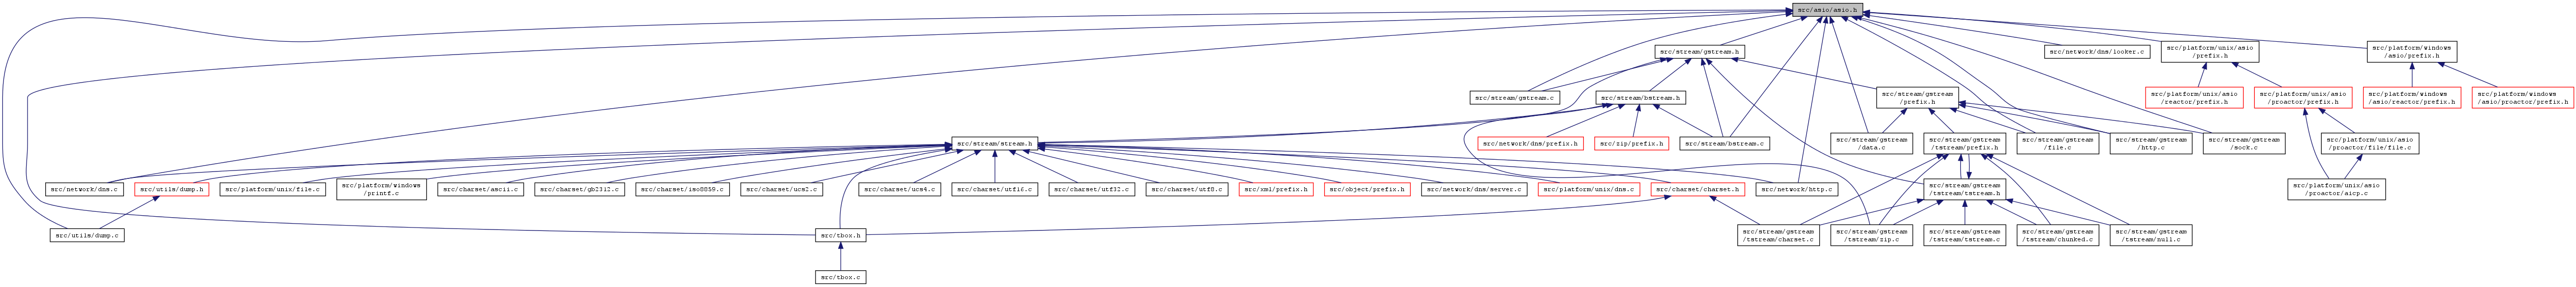 src/asio/asio.h
src/stream/gstream.h
src/network/dns/looker.c
src/platform/unix/asio
/prefix.h
src/platform/windows
/asio/prefix.h
src/stream/gstream.c
src/stream/bstream.h
src/stream/gstream
/prefix.h
src/platform/unix/asio
/reactor/prefix.h
src/platform/unix/asio
/proactor/prefix.h
src/platform/windows
/asio/reactor/prefix.h
src/platform/windows
/asio/proactor/prefix.h
src/stream/stream.h
src/network/dns/prefix.h
src/zip/prefix.h
src/stream/bstream.c
src/stream/gstream
/data.c
src/stream/gstream
/tstream/prefix.h
src/stream/gstream
/file.c
src/stream/gstream
/http.c
src/stream/gstream
/sock.c
src/platform/unix/asio
/proactor/file/file.c
src/network/dns.c
src/utils/dump.h
src/platform/unix/file.c
src/platform/windows
/printf.c
src/charset/ascii.c
src/charset/gb2312.c
src/charset/iso8859.c
src/charset/ucs2.c
src/charset/ucs4.c
src/charset/utf16.c
src/charset/utf32.c
src/charset/utf8.c
src/xml/prefix.h
src/object/prefix.h
src/network/dns/server.c
src/platform/unix/dns.c
src/charset/charset.h
src/network/http.c
src/stream/gstream
/tstream/tstream.h
src/platform/unix/asio
/proactor/aicp.c
src/utils/dump.c
src/tbox.h
src/stream/gstream
/tstream/charset.c
src/stream/gstream
/tstream/zip.c
src/stream/gstream
/tstream/tstream.c
src/stream/gstream
/tstream/chunked.c
src/stream/gstream
/tstream/null.c
src/tbox.c